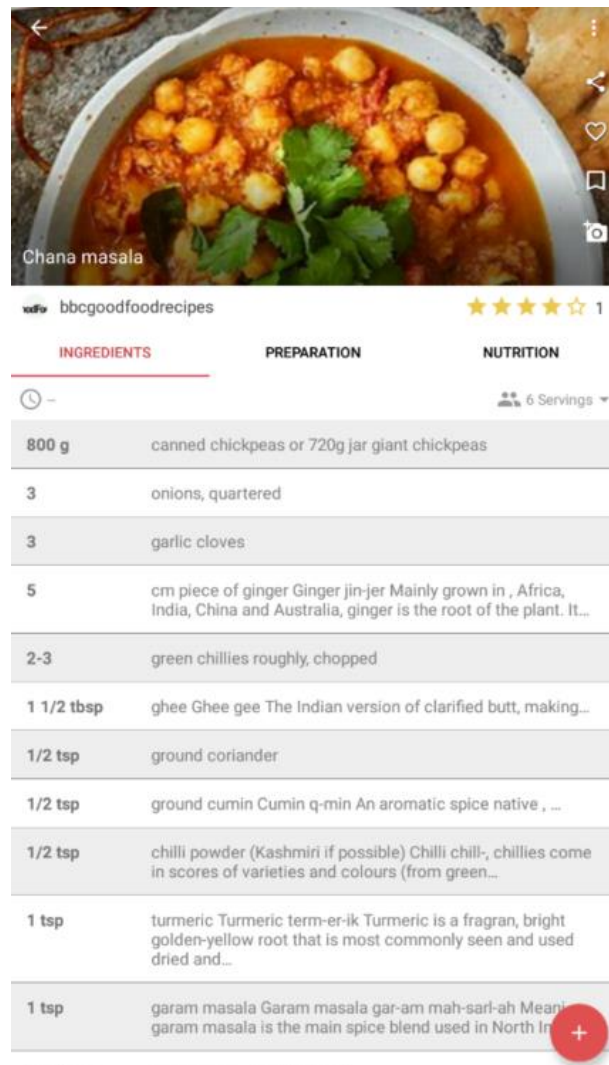 Chana masala
bbcgoodfoodrecipes
1
INGREDIENTS
PREPARATION
NUTRITION
–
6 Servings
800 g
canned chickpeas or 720g jar giant chickpeas
3
onions, quartered
3
garlic cloves
5
cm piece of ginger Ginger jin-jer Mainly grown in , Africa,
India, China and Australia, ginger is the root of the plant. It...
2-3
green chillies roughly, chopped
1 1/2 tbsp
ghee Ghee gee The Indian version of clarified butt, making...
1/2 tsp
ground coriander
1/2 tsp
ground cumin Cumin q-min An aromatic spice native , ...
1/2 tsp
chilli powder (Kashmiri if possible) Chilli chill-, chillies come
in scores of varieties and colours (from green...
1 tsp
turmeric Turmeric term-er-ik Turmeric is a fragran, bright
golden-yellow root that is most commonly seen and used
dried and...
1 tsp
garam masala Garam masala gar-am mah-sarl-ah
garam masala is the main spice blend used in North
+